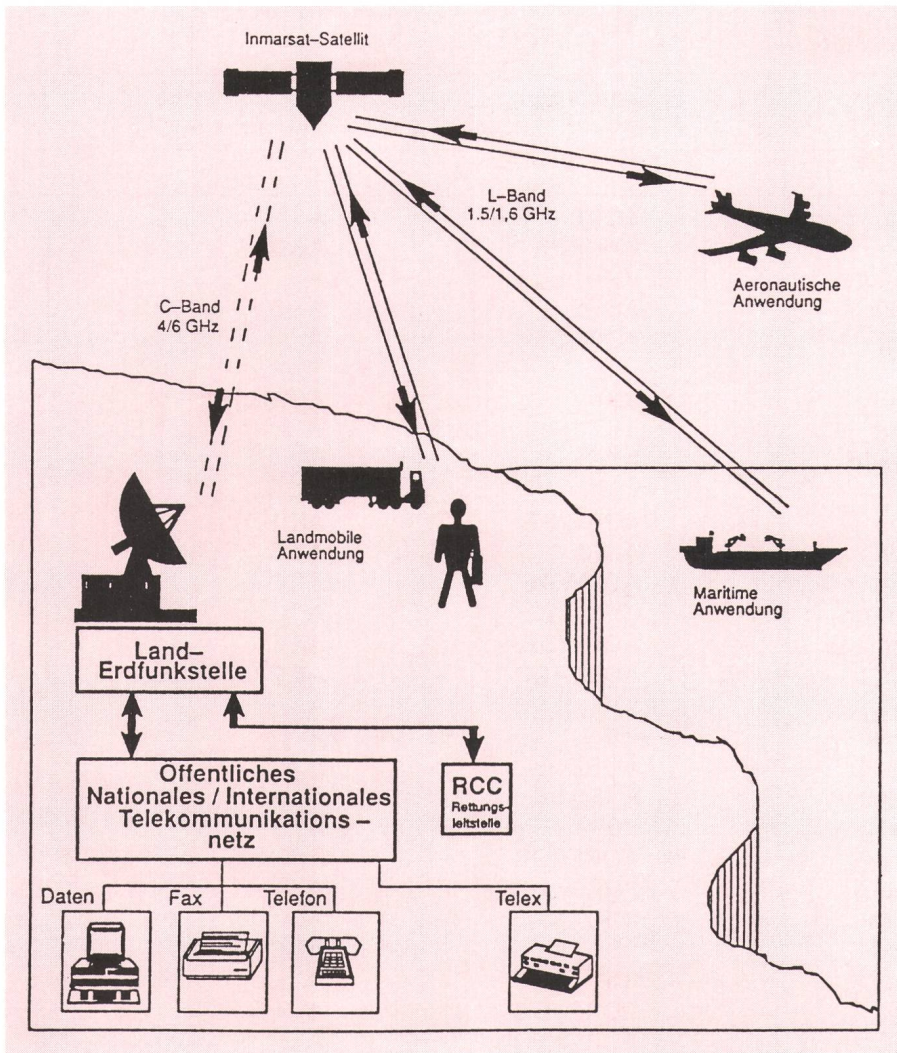 Inmarsat–Satellit
L–Band
1.5/1,6 GHz
Aeronautische
Anwendung
C–Band
4/6 GHz
Landmobile
Anwendung
Maritime
Anwendung
Land–
Erdfunkstelle
Öffentliches
Nationales / Internationales
Telekommunikations –
netz
RCC
Rettungs-
leitstelle
Daten
Fax
Telefon
Telex